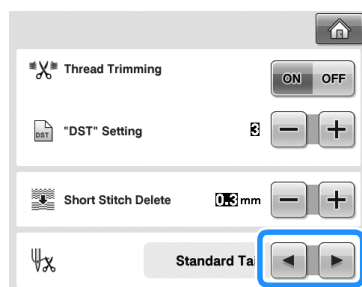 Thread Trimming
ON OFF
DST
"DST" Setting
3
Short Stitch Delete
0.3 mm
Standard Tai